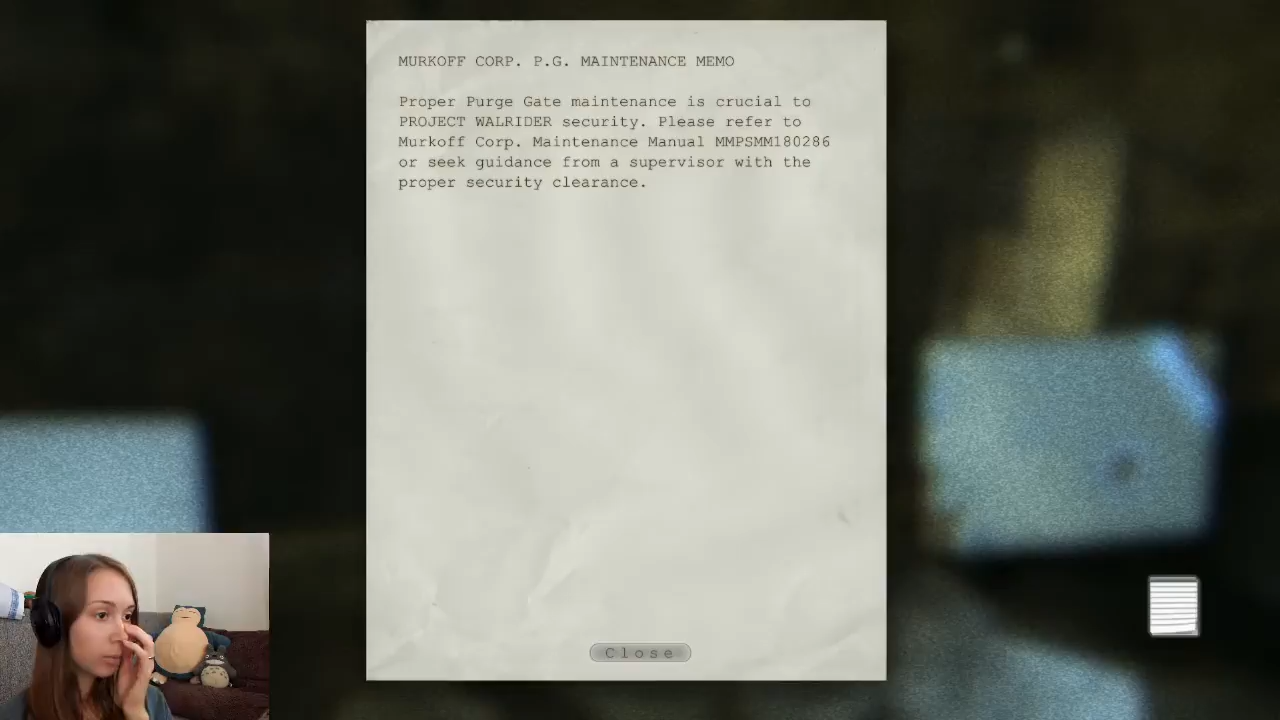 MURKOFF CORP. P.G. MAINTENANCE MEMO
Proper Purge Gate maintenance is crucial to
PROJECT WALRIDER security. Please refer to
Murkoff Corp. Maintenance Manual MMPSMM180286
or seek guidance from a supervisor with the
proper security clearance.
Close